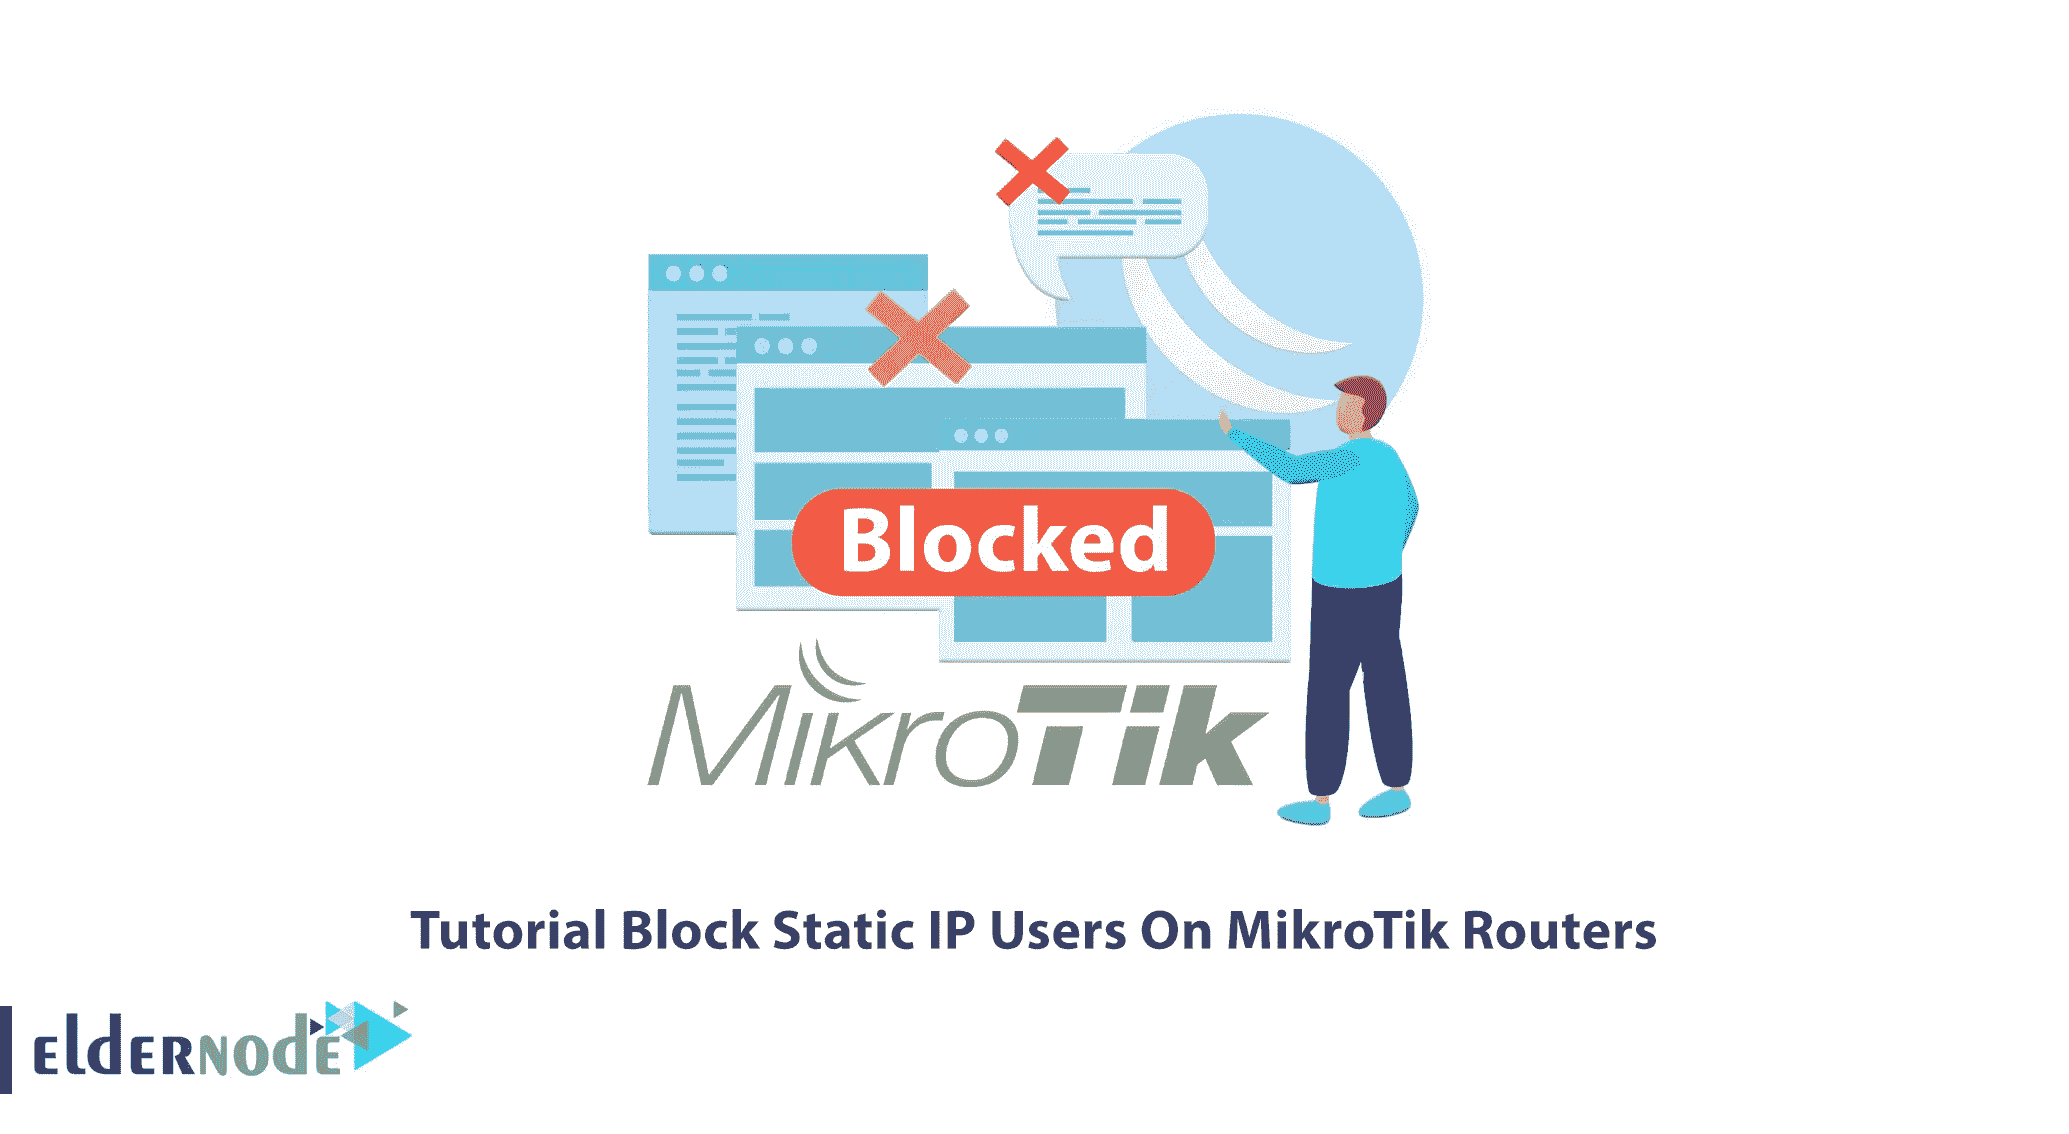 Blocked
MikroTik
Tutorial Block Static IP Users On MikroTik Routers
ELDERNODE